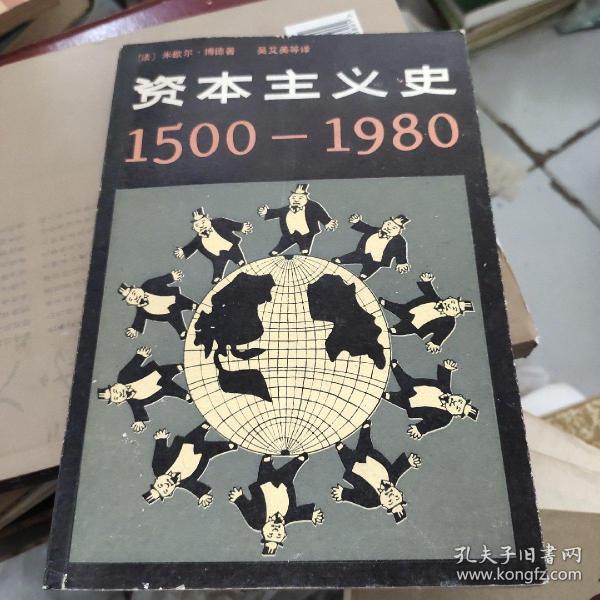 〔法〕米歇尔·博德著 吴艾美等译
资本主义史
1500－1980
孔夫子旧书网
www.kongfz.com